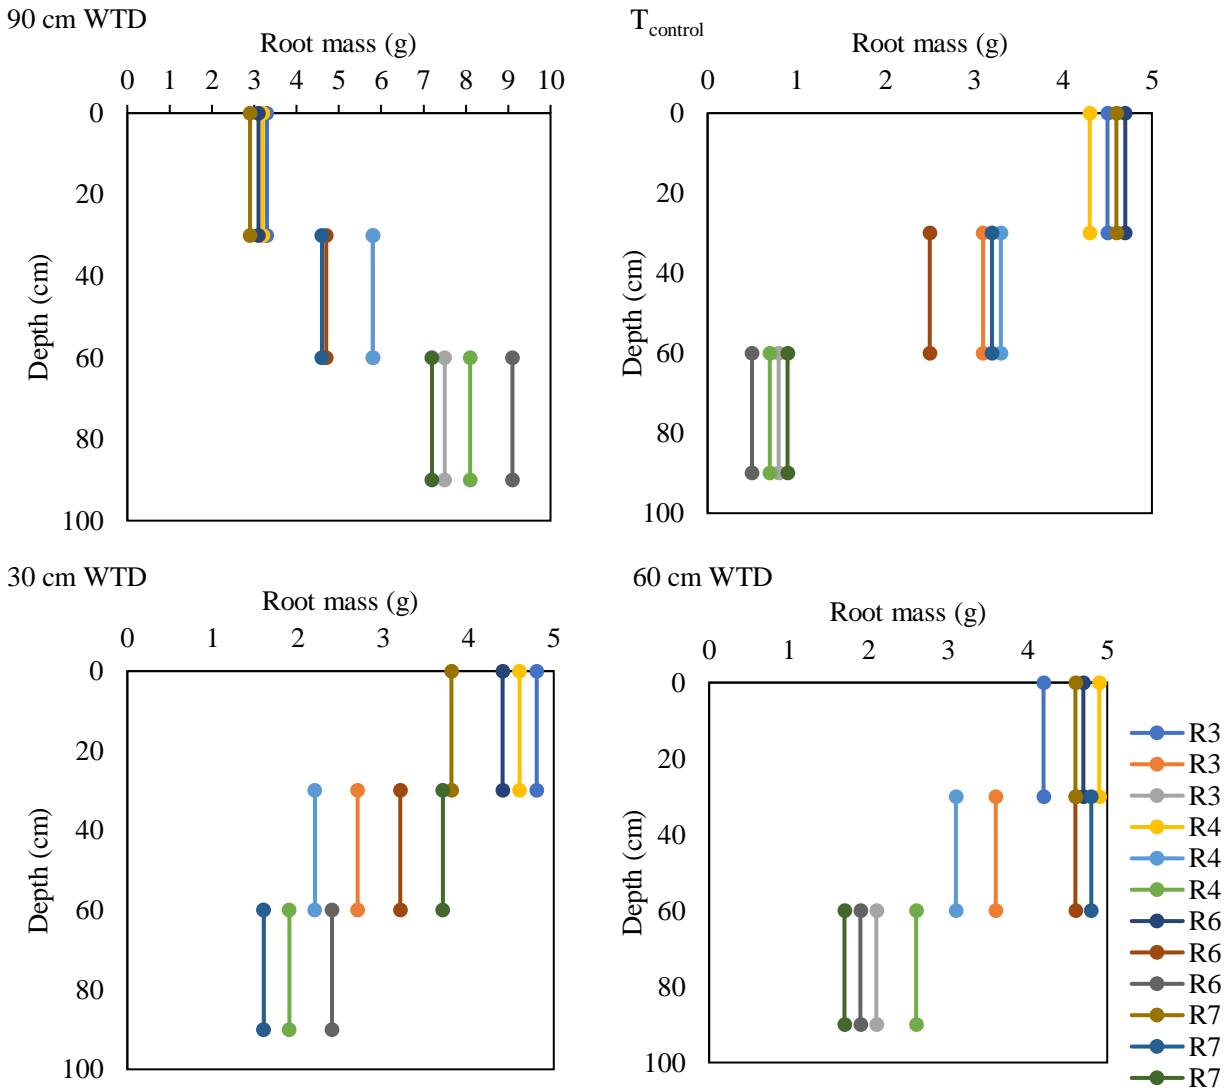 90 cm WTD
Root mass (g)
0 1 2 3 4 5 6 7 8 9 10
0
20
40
60
80
100
Depth (cm)
Tcontrol
Root mass (g)
0 1 2 3 4 5
0
20
40
60
80
100
Depth (cm)
30 cm WTD
Root mass (g)
0 1 2 3 4 5
0
20
40
60
80
100
Depth (cm)
60 cm WTD
Root mass (g)
0 1 2 3 4 5
0
20
40
60
80
100
Depth (cm)
R3
R3
R3
R4
R4
R4
R6
R6
R6
R7
R7
R7